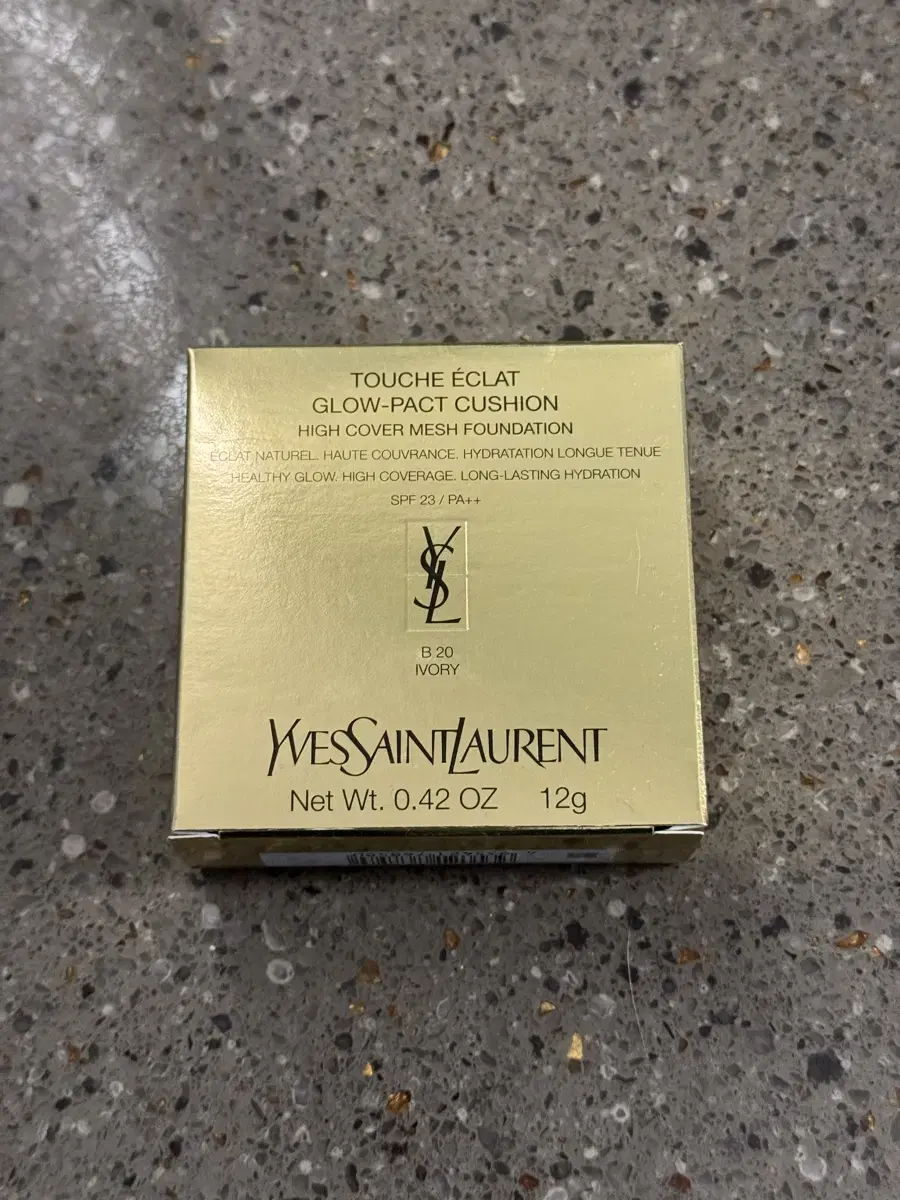 TOUCHE ÉCLAT
GLOW-PACT CUSHION
HIGH COVER MESH FOUNDATION
ÉCLAT NATUREL. HAUTE COUVRANCE. HYDRATATION LONGUE TENUE
HEALTHY GLOW. HIGH COVERAGE. LONG-LASTING HYDRATION
SPF 23 / PA++
YSL
B 20
IVORY
YVESSAINTLAURENT
Net Wt. 0.42 OZ 12g